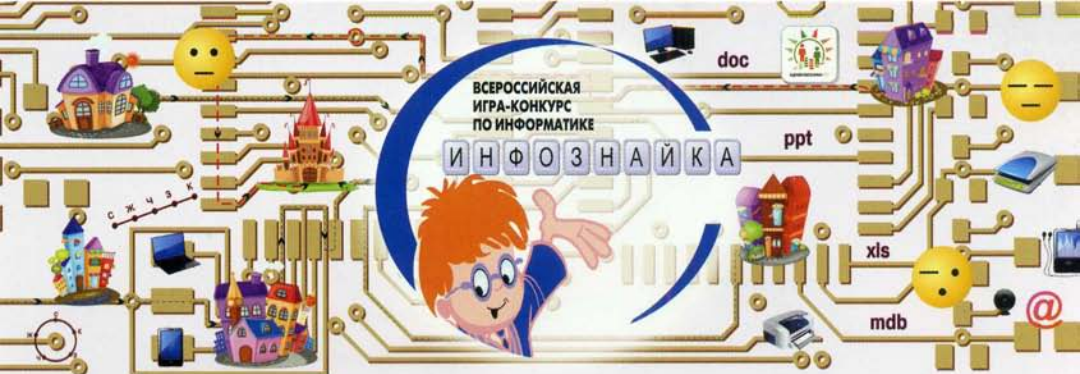 ВСЕРОССИЙСКАЯ
ИГРА-КОНКУРС
ПО ИНФОРМАТИКЕ
ИНФОЗНАЙКА
doc
ppt
xls
mdb
@
С Ж Ч З К